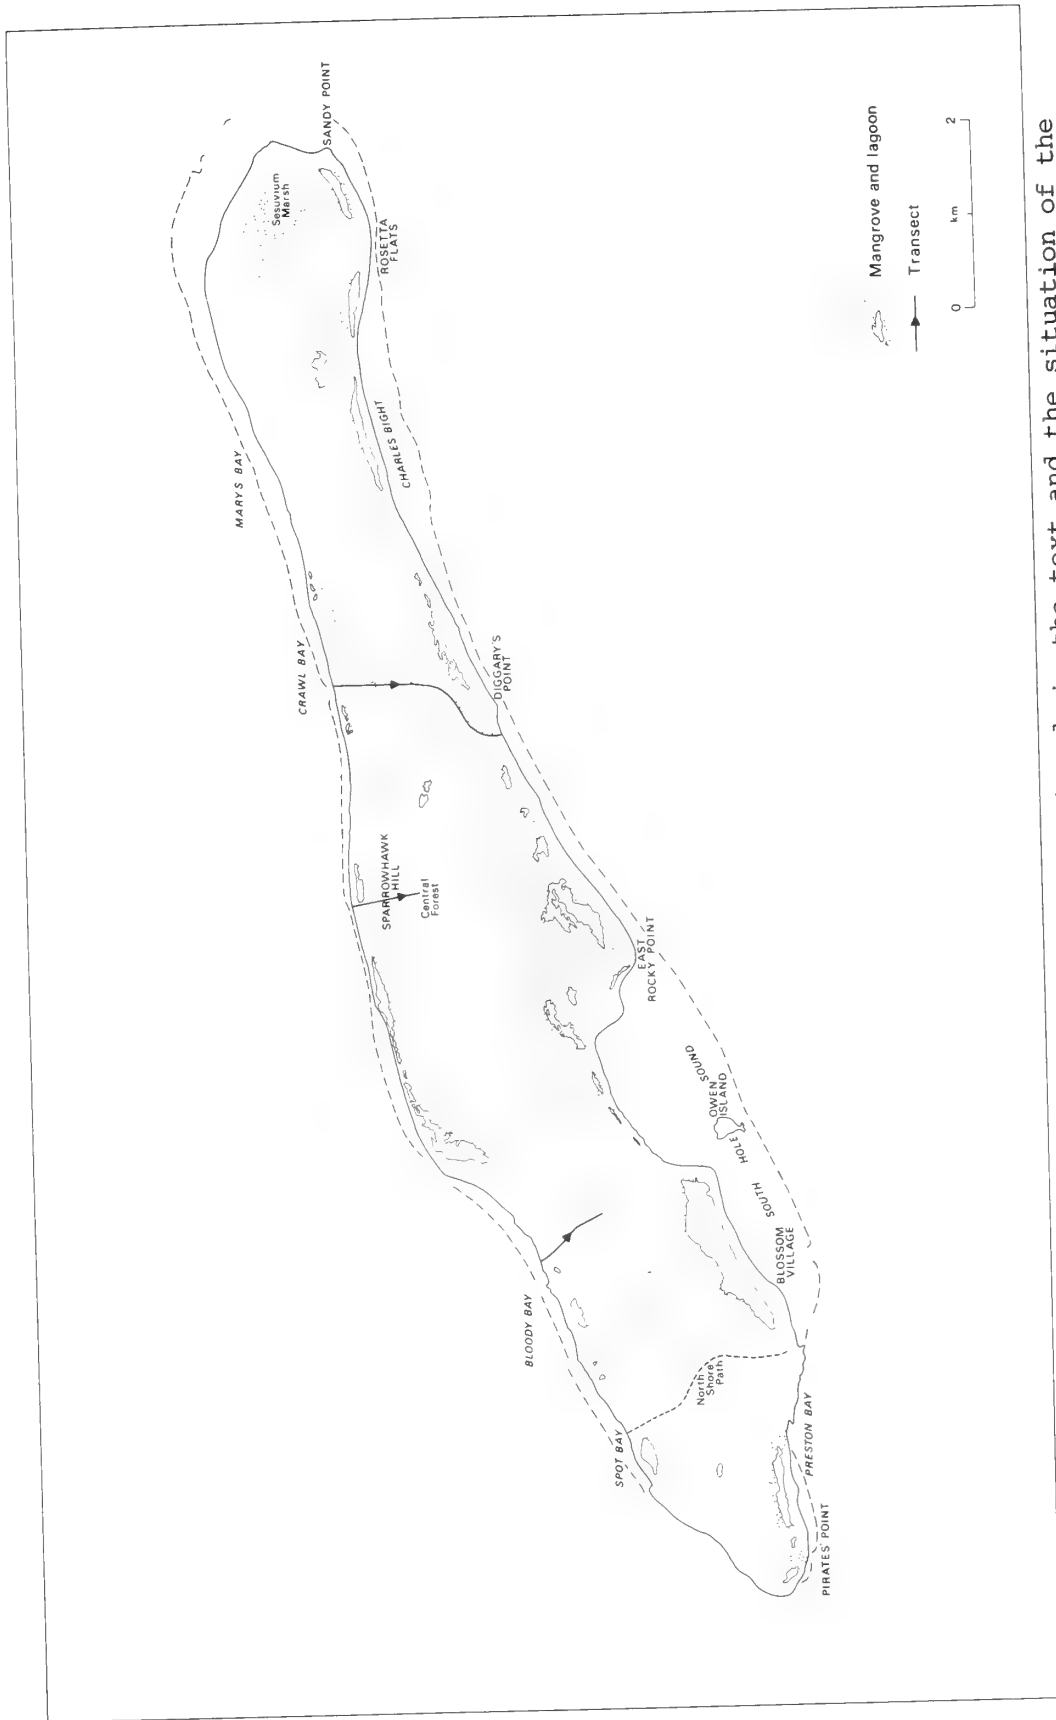 SANDY POINT
Sesuvium
Marsh
ROSETTA
FLATS
MARYS BAY
CHARLES BIGHT
CRAWL BAY
DIGGARY'S
POINT
SPARROWHAWK
HILL
Central
Forest
EAST
ROCKY POINT
OWEN
ISLAND
SOUTH HOLE SOUND
BLOSSOM
VILLAGE
BLOODY BAY
North
Shore
Path
SPOT BAY
PRESTON BAY
PIRATES' POINT
Mangrove and lagoon
Transect
0 km 2
the text and the situation of the